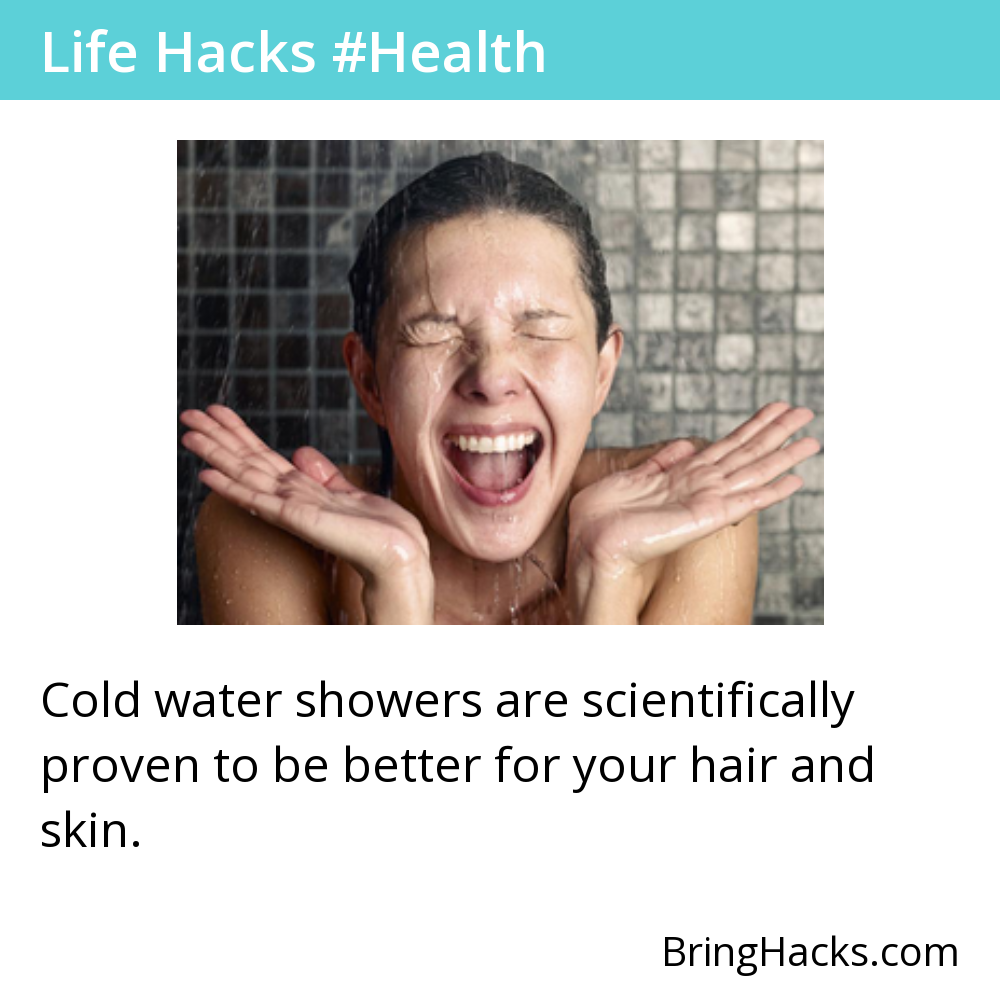 Life Hacks #Health
Cold water showers are scientifically
proven to be better for your hair and
skin.
BringHacks.com